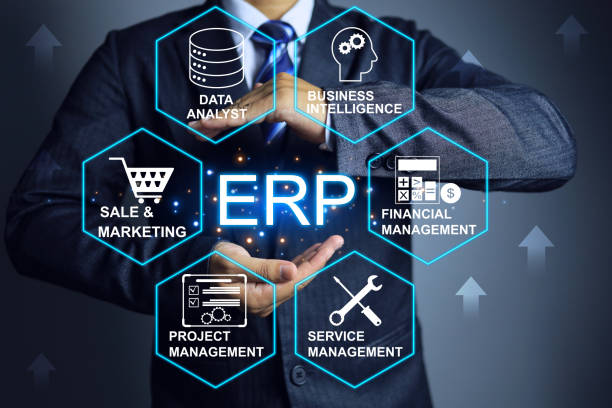 DATA
ANALYST
BUSINESS
INTELLIGENCE
SALE &
MARKETING
ERP
FINANCIAL
MANAGEMENT
$
PROJECT
MANAGEMENT
SERVICE
MANAGEMENT